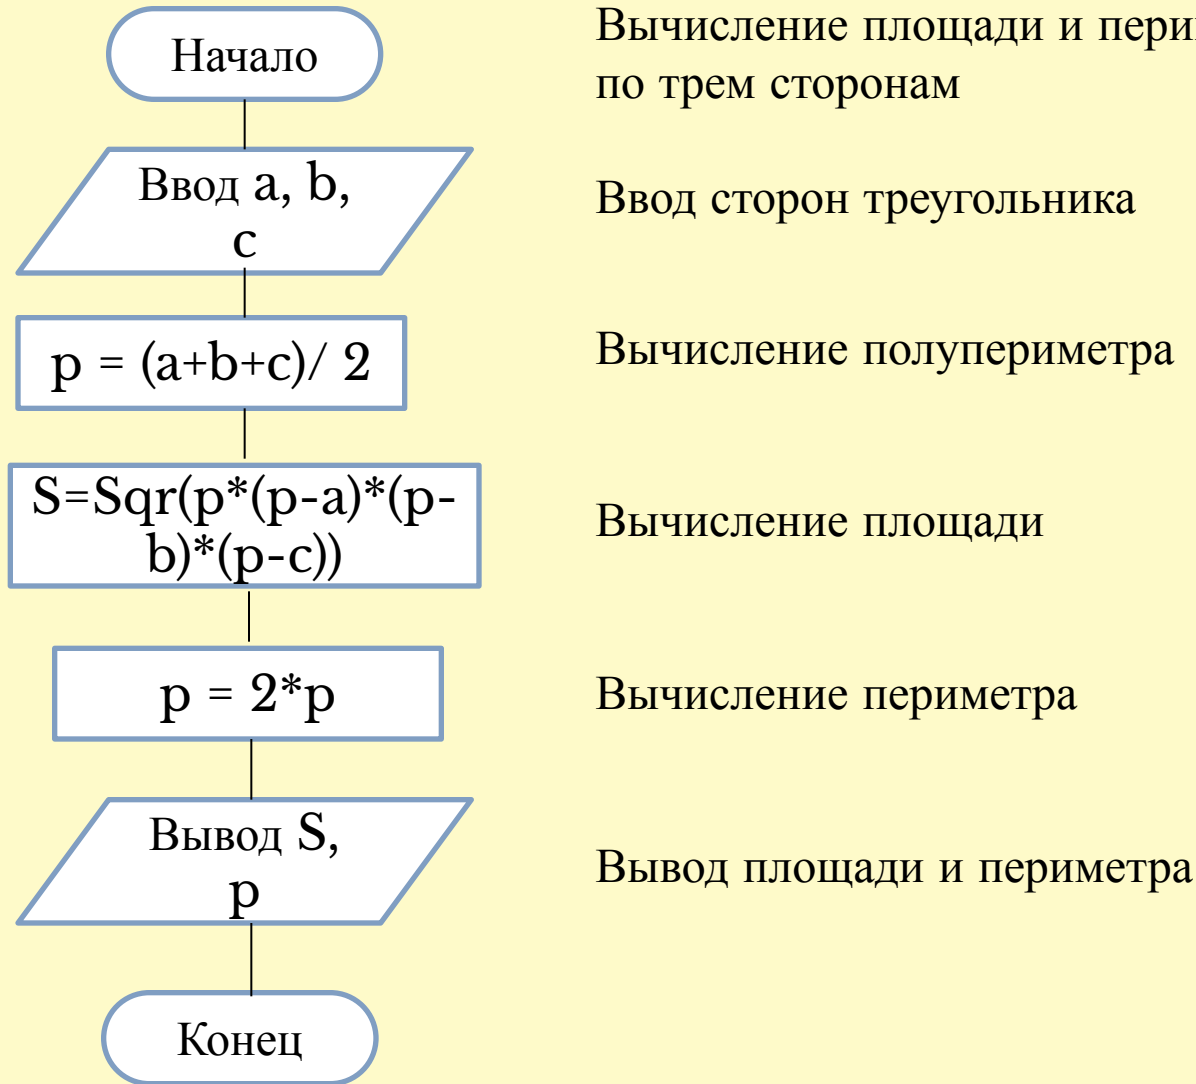 Начало
Вычисление площади и
по трем сторонам
Ввод a, b,
c
Ввод сторон треугольника
p = (a+b+c)/ 2
Вычисление полупериметра
S=Sqr(p*(p-a)*(p-
b)*(p-c))
Вычисление площади
p = 2*p
Вычисление периметра
Вывод S,
p
Вывод площади и периметра
Конец